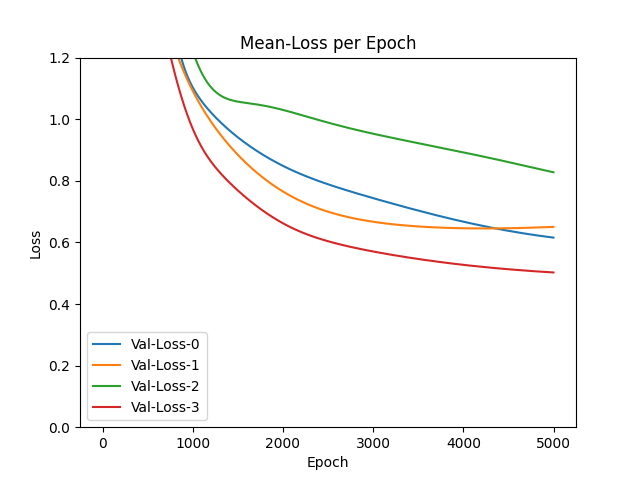 Mean-Loss per Epoch
1.2
1.0
0.8
0.6
0.4
0.2
0.0
Loss
Val-Loss-0
Val-Loss-1
Val-Loss-2
Val-Loss-3
0 1000 2000 3000 4000 5000
Epoch